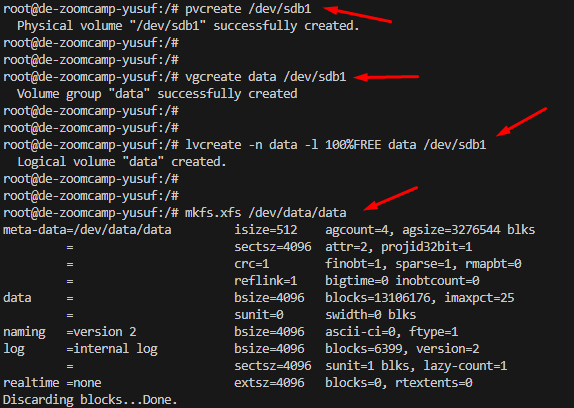 root@de-zoomcamp-yusuf:/# pvcreate /dev/sdb1
  Physical volume "/dev/sdb1" successfully created.
root@de-zoomcamp-yusuf:/#
root@de-zoomcamp-yusuf:/#
root@de-zoomcamp-yusuf:/# vgcreate data /dev/sdb1
  Volume group "data" successfully created
root@de-zoomcamp-yusuf:/#
root@de-zoomcamp-yusuf:/#
root@de-zoomcamp-yusuf:/# lvcreate -n data -l 100%FREE data /dev/sdb1
  Logical volume "data" created.
root@de-zoomcamp-yusuf:/#
root@de-zoomcamp-yusuf:/#
root@de-zoomcamp-yusuf:/# mkfs.xfs /dev/data/data
meta-data=/dev/data/data         isize=512    agcount=4, agsize=3276544 blks
         =                       sectsz=4096  attr=2, projid32bit=1
         =                       crc=1        finobt=1, sparse=1, rmapbt=0
         =                       reflink=1    bigtime=0 inobtcount=0
data     =                       bsize=4096   blocks=13106176, imaxpct=25
         =                       sunit=0      swidth=0 blks
naming   =version 2              bsize=4096   ascii-ci=0, ftype=1
log      =internal log           bsize=4096   blocks=6399, version=2
         =                       sectsz=4096  sunit=1 blks, lazy-count=1
realtime =none                   extsz=4096   blocks=0, rtextents=0
Discarding blocks...Done.